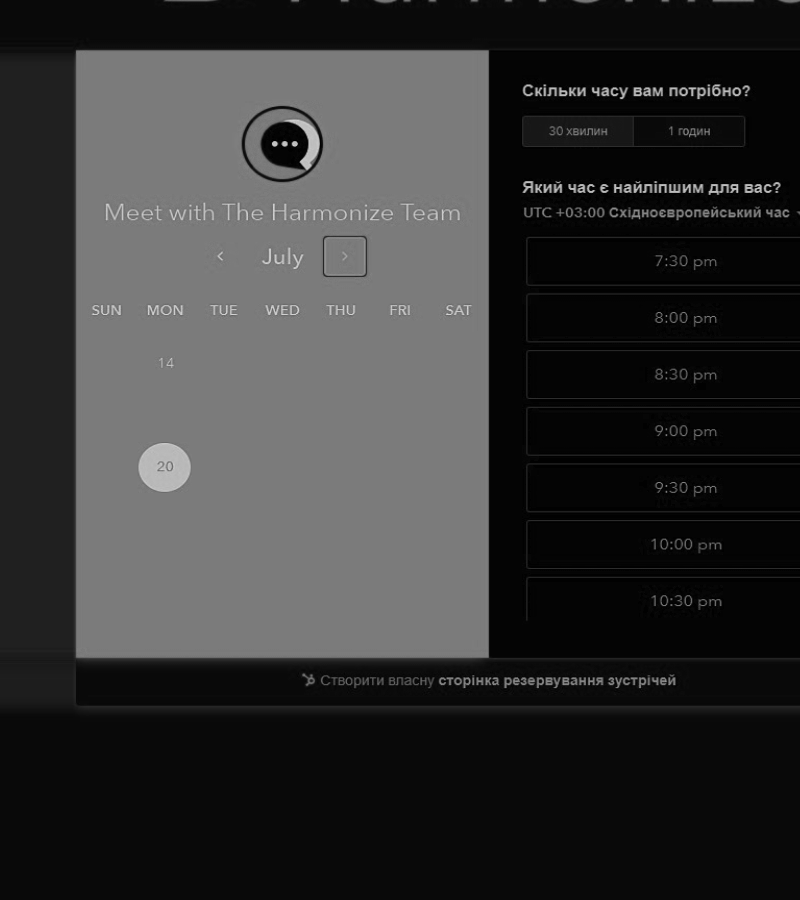 Meet with The Harmonize Team
July
SUN MON TUE WED THU FRI SAT
14
20
Скільки часу вам потрібно?
30 хвилин 1 годин
Який час є найліпшим для вас?
UTC +03:00 Східноєвропейський час
7:30 pm
8:00 pm
8:30 pm
9:00 pm
9:30 pm
10:00 pm
10:30 pm
Створити власну сторінка резервування зустрічей